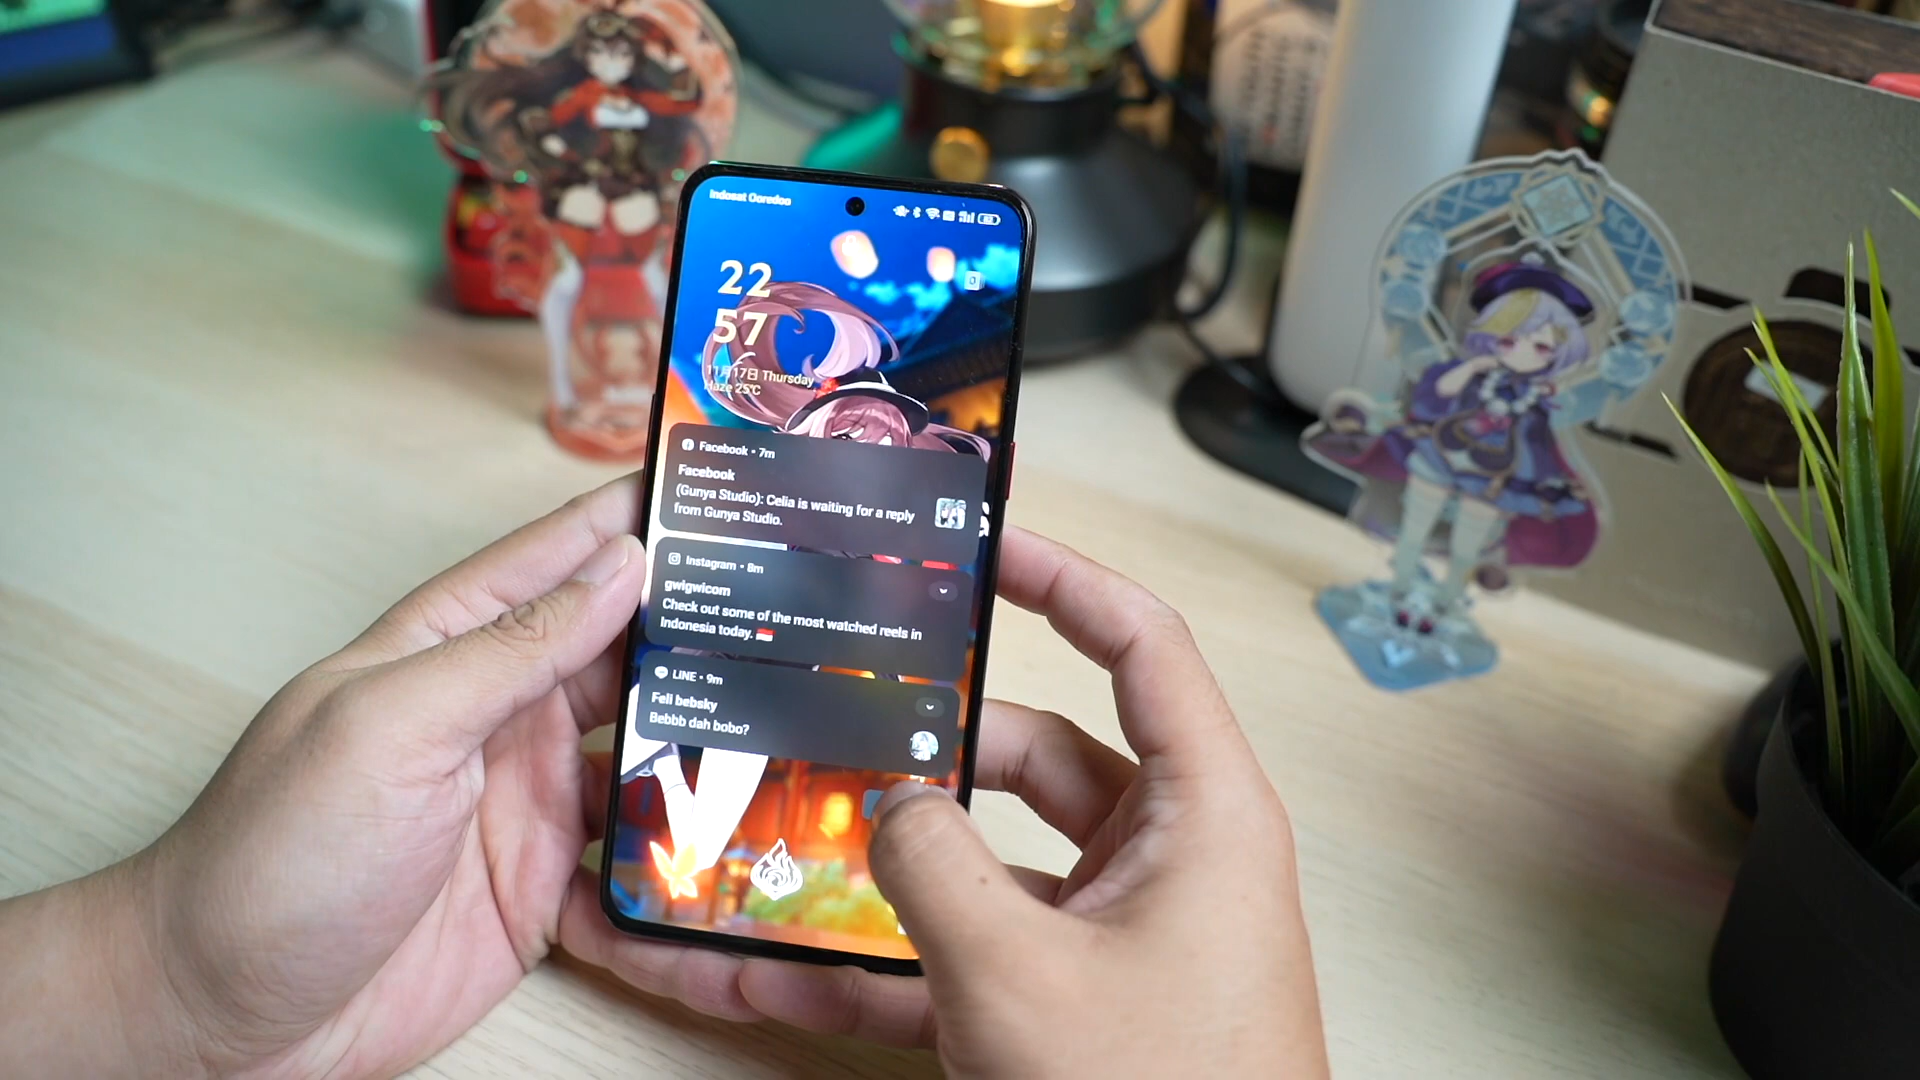 Indosat Ooredoo
22
57
11月17日 Thursday
Haze 25°C
Facebook • 7m
Facebook
(Gunya Studio): Celia is waiting for a reply
from Gunya Studio.
Instagram • 8m
gwigwicom
Check out some of the most watched reels in
Indonesia today. 🇮🇩
LINE • 9m
Feli bebsky
Bebbb dah bobo?